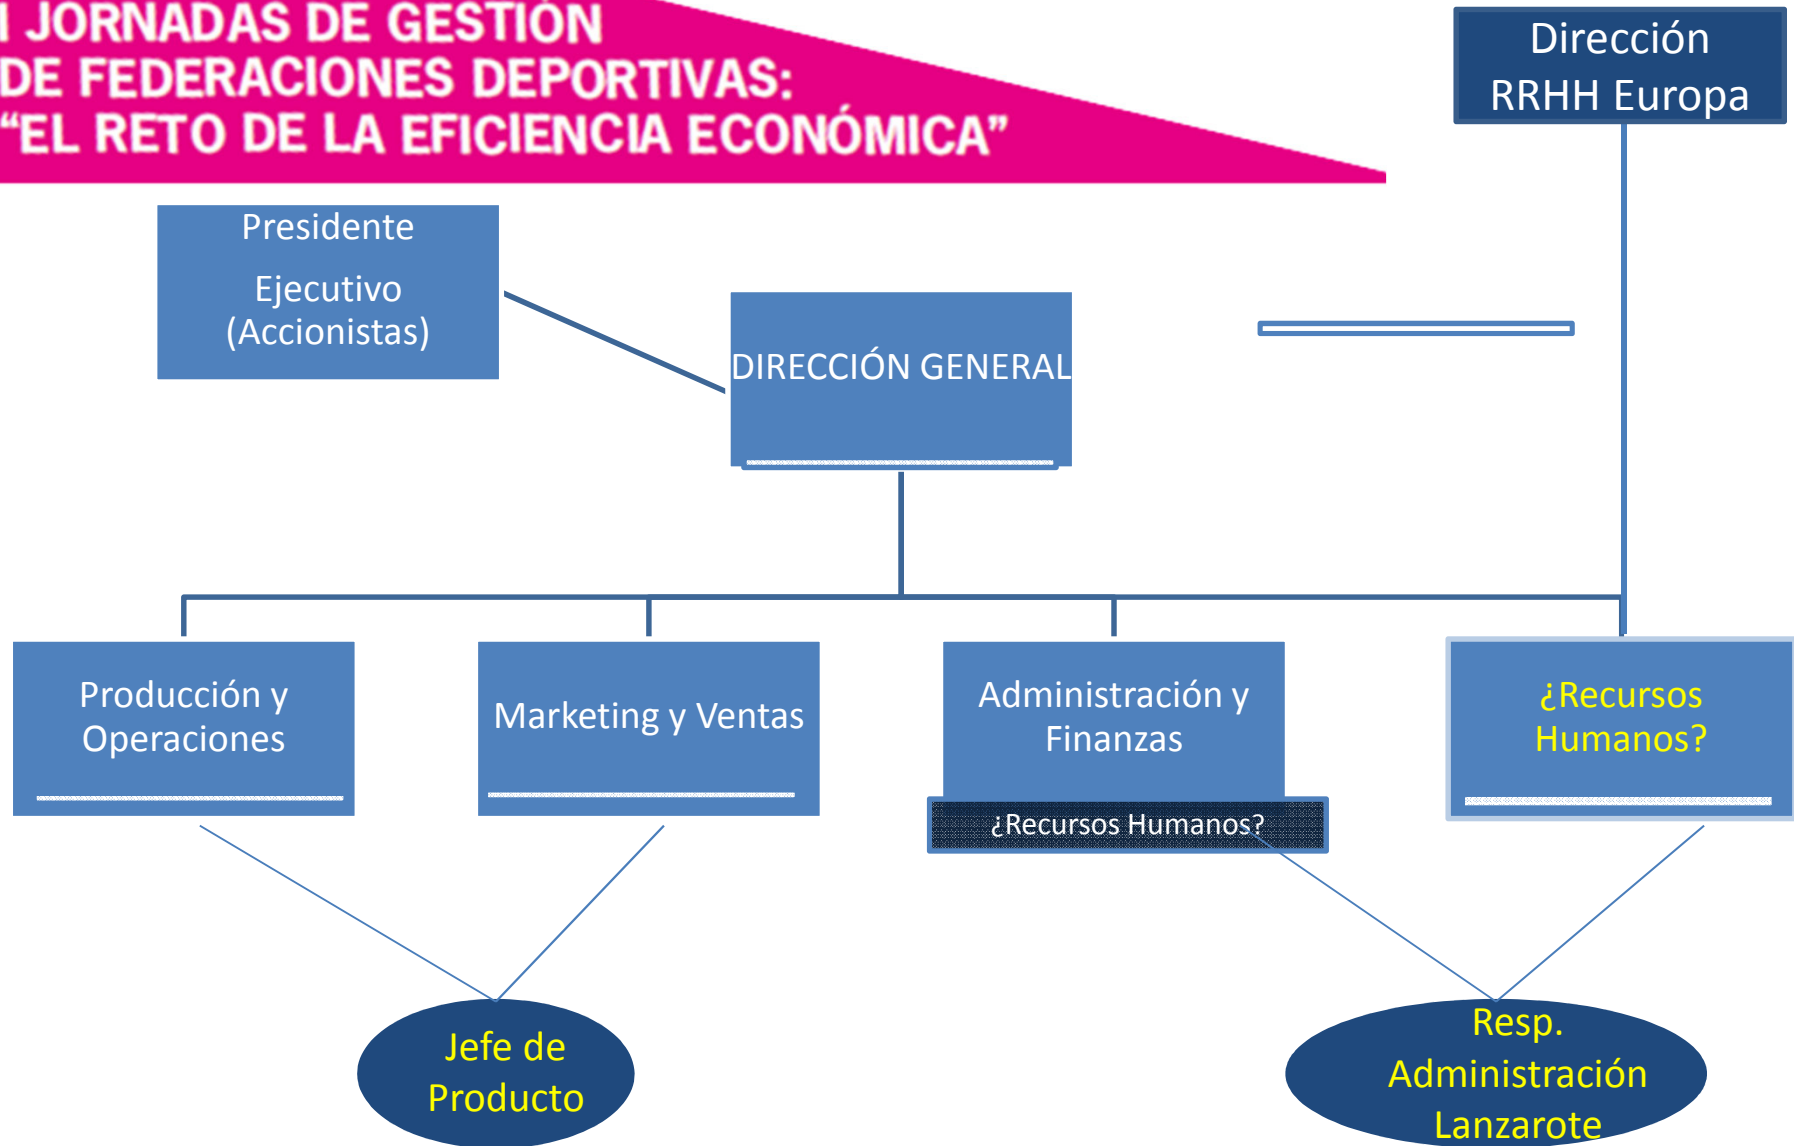 I JORNADAS DE GESTIÓN
DE FEDERACIONES DEPORTIVAS:
“EL RETO DE LA EFICIENCIA ECONÓMICA”
Dirección
RRHH Europa
Presidente
Ejecutivo
(Accionistas)
DIRECCIÓN GENERAL
Producción y
Operaciones
Marketing y Ventas
Administración y
Finanzas
¿Recursos Humanos?
¿Recursos
Humanos?
Jefe de
Producto
Resp.
Administración
Lanzarote